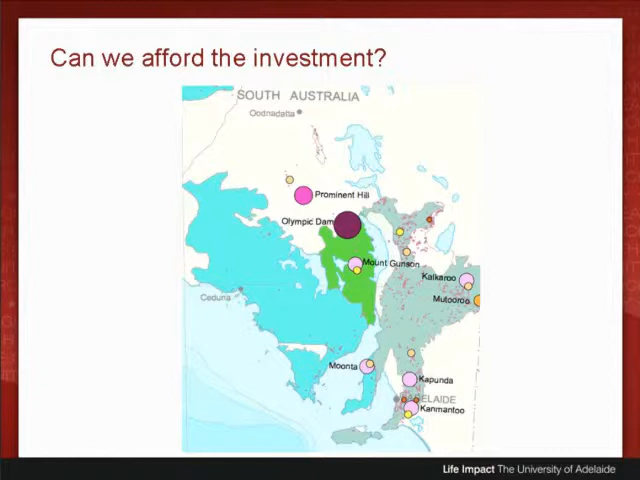 Can we afford the investment?
SOUTH AUSTRALIA
Oodnadatta
Prominent Hill
Olympic Dam
Mount Gunson
Kalkaroo
Ceduna
Mutooroo
Moonta
Kapunda
ELAIDE
Kanmantoo
Life Impact The University of Adelaide